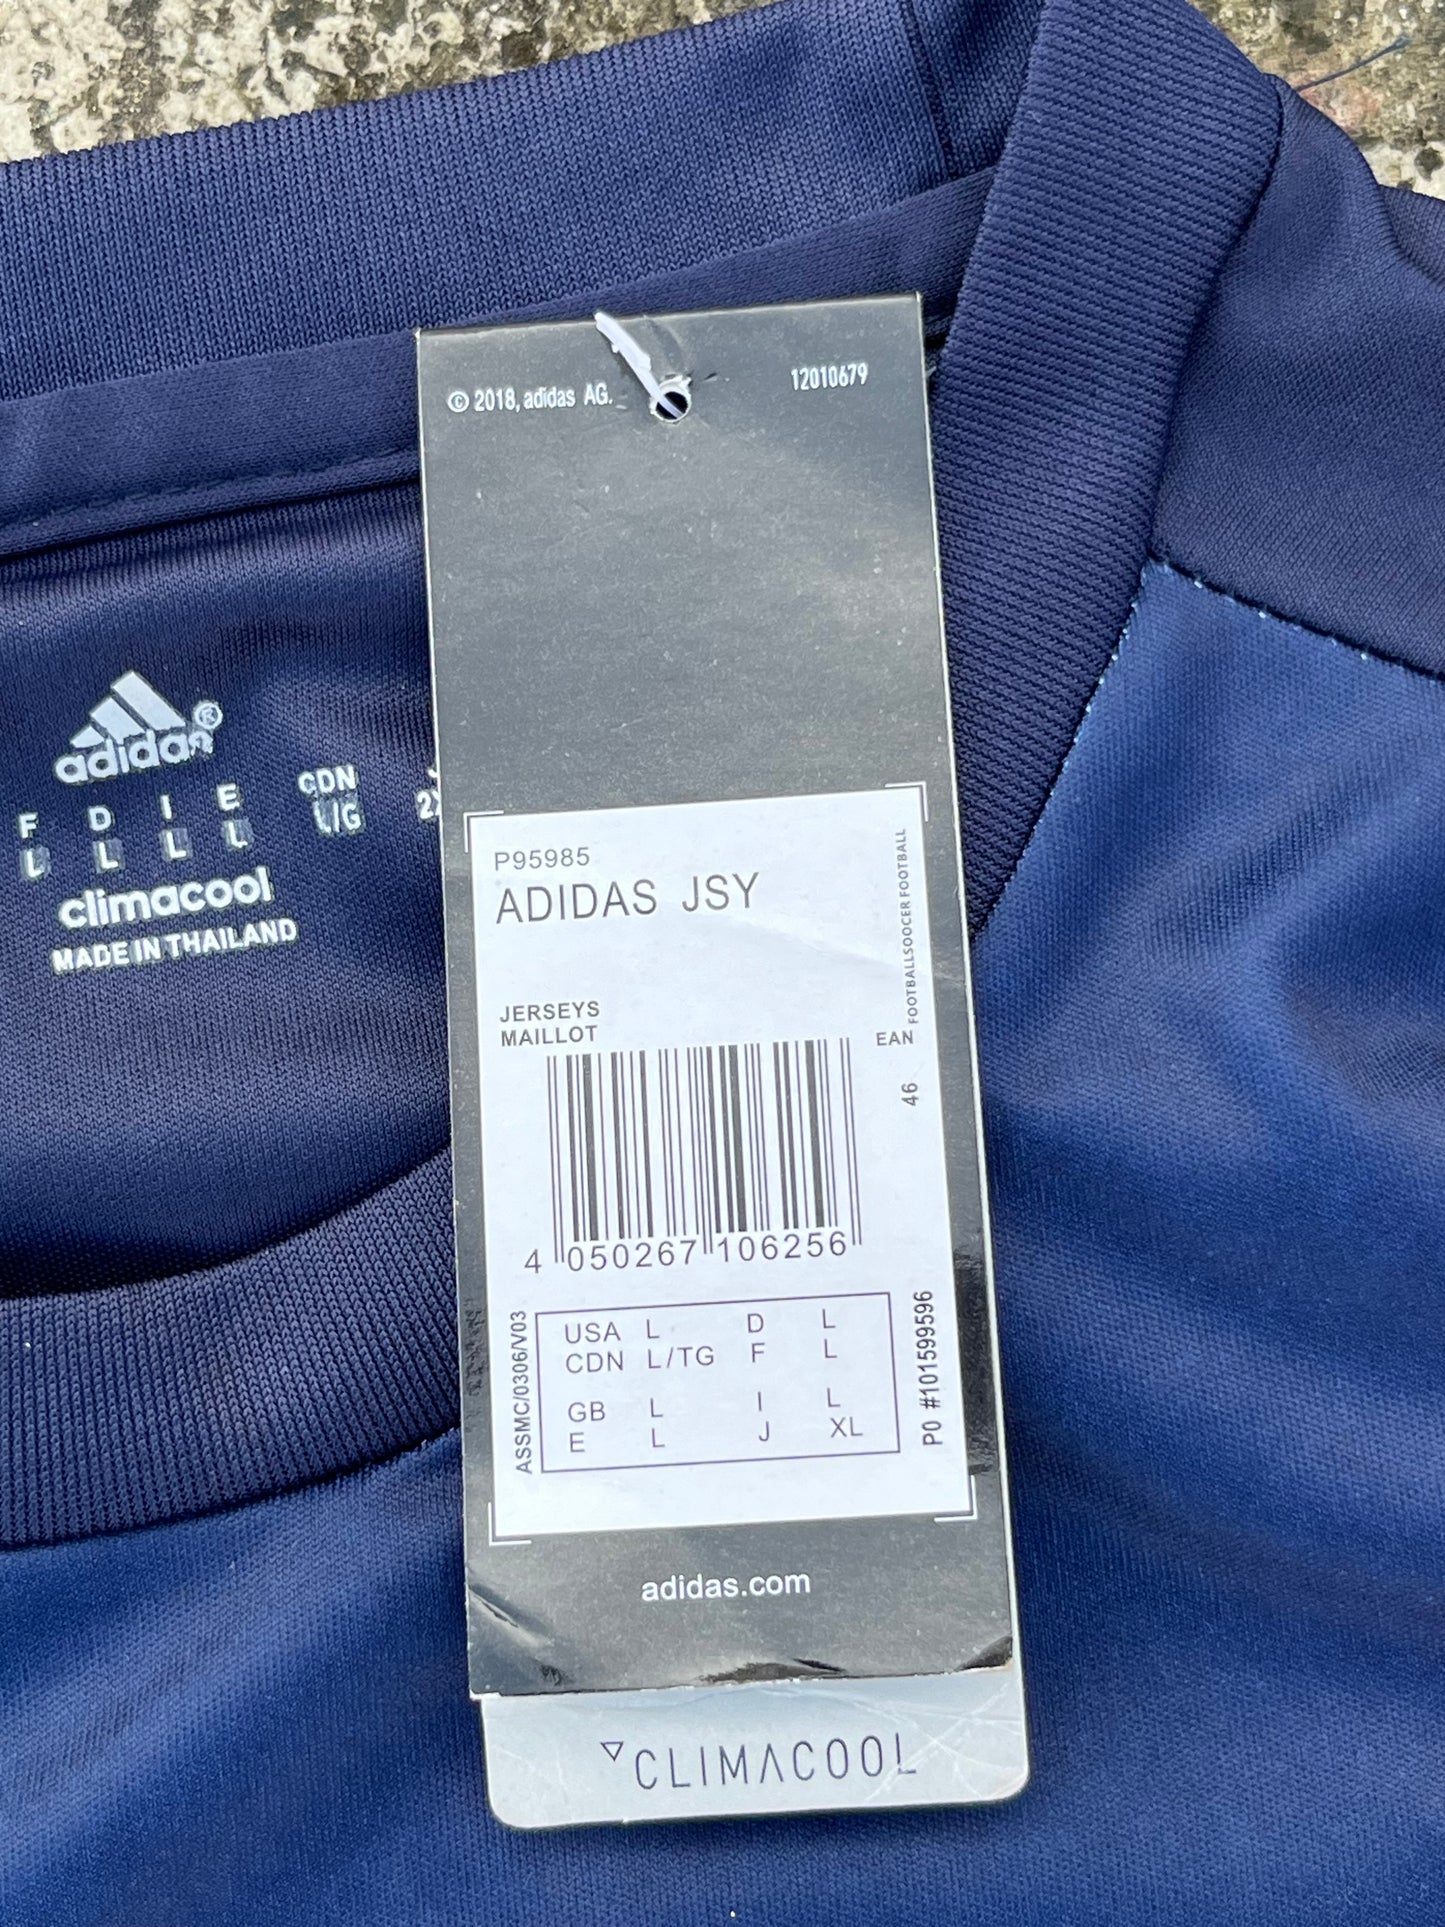 © 2018, adidas AG.
12010679
adidas®
F D I E CDN
L L L L L/G
climacool
MADE IN THAILAND
P95985
ADIDAS JSY
FOOTBALLSOOCER FOOTBALL
JERSEYS
MAILLOT
EAN
46
4 050267 106256
ASSMC/0306/V03
USA L D L
CDN L/TG F L
GB L I L
E L J XL
PO #101599596
adidas.com
CLIMACOOL